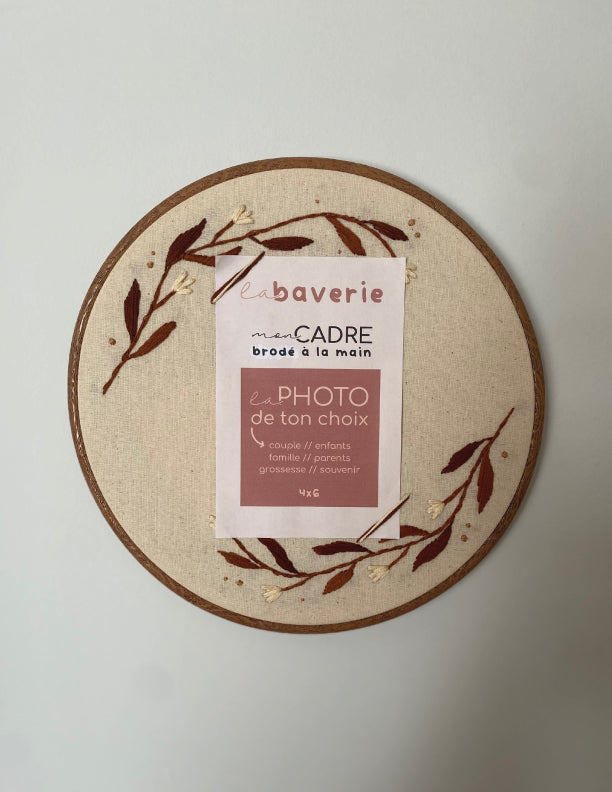 la baverie
mon CADRE
brodé à la main
la PHOTO
de ton choix
couple // enfants
famille // parents
grossesse // souvenir
4x6